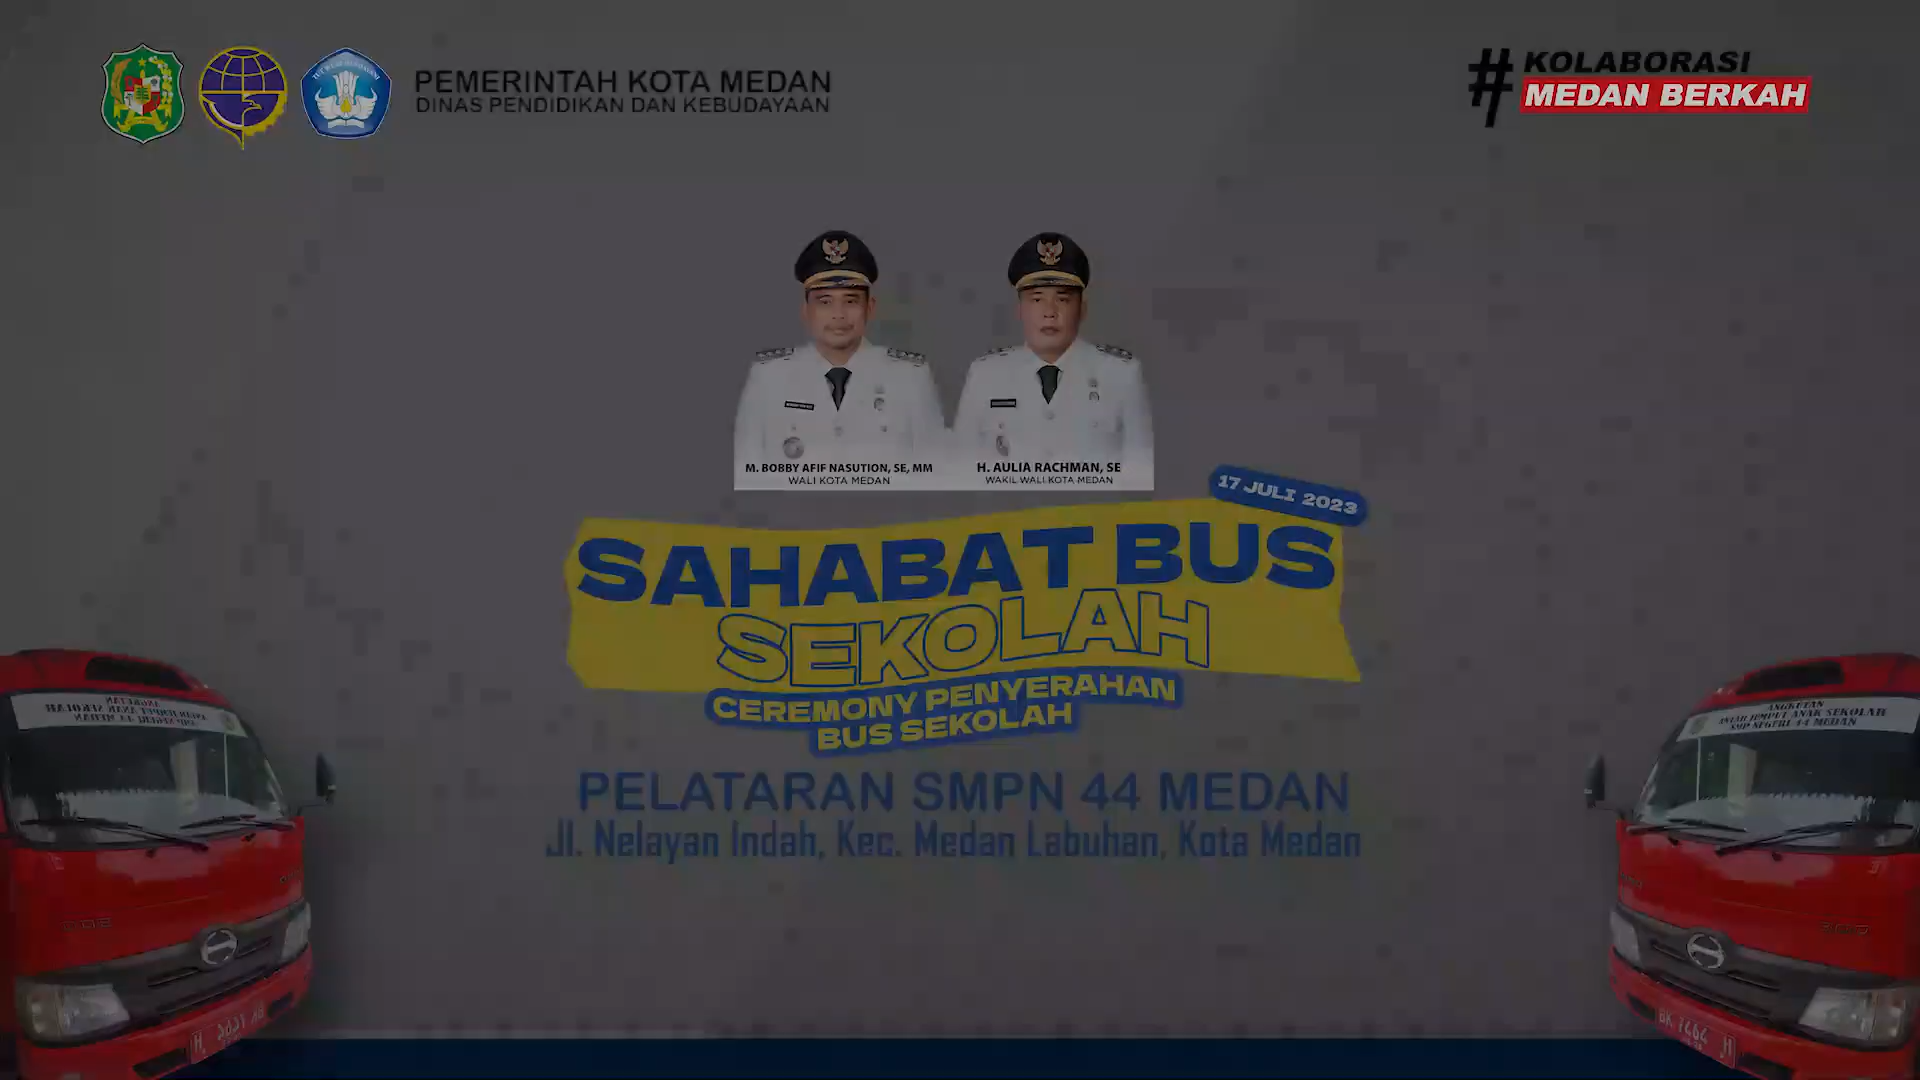 PEMERINTAH KOTA MEDAN
DINAS PENDIDIKAN DAN KEBUDAYAAN
#KOLABORASI
MEDAN BERKAH
M. BOBBY AFIF NASUTION, SE, MM
WALI KOTA MEDAN
H. AULIA RACHMAN, SE
WAKIL WALI KOTA MEDAN
17 JULI 2023
SAHABAT BUS
SEKOLAH
CEREMONY PENYERAHAN
BUS SEKOLAH
PELATARAN SMPN 44 MEDAN
Jl. Nelayan Indah, Kec. Medan Labuhan, Kota Medan
ANGKUTAN
ANTAR JEMPUT ANAK SEKOLAH
SMP NEGERI 44 MEDAN
BK 7464 H